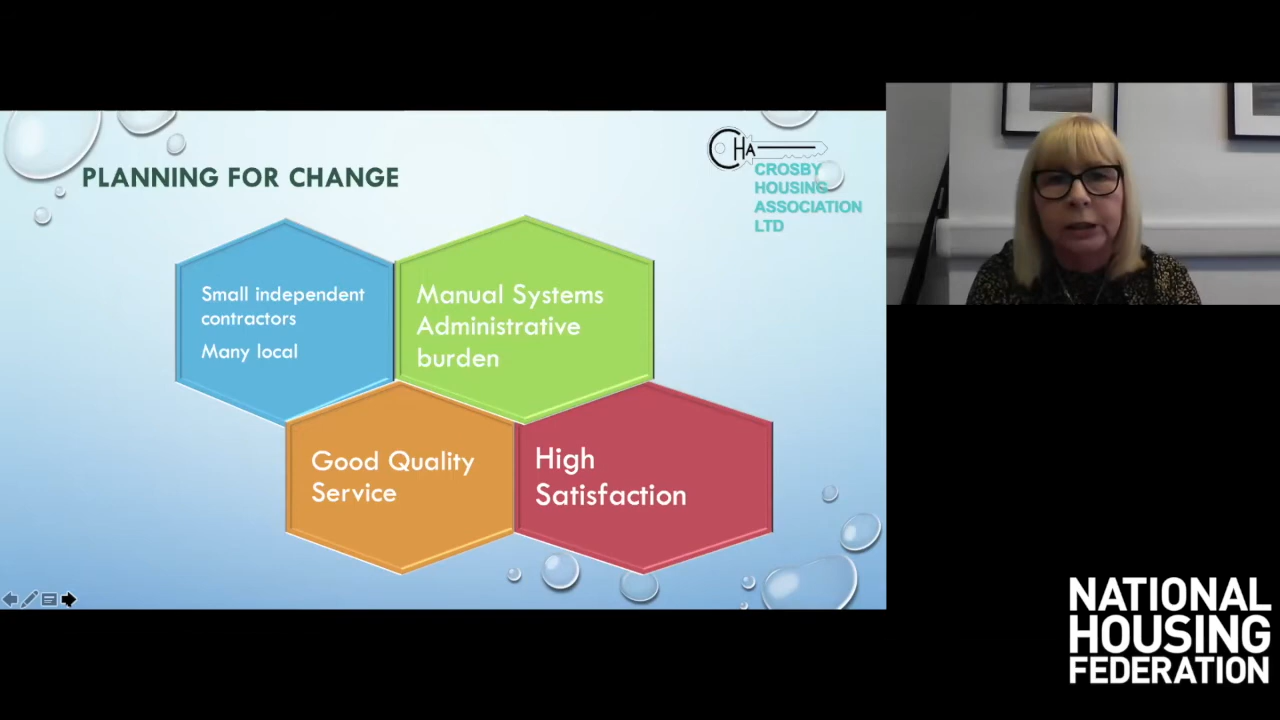 PLANNING FOR CHANGE
CHA
CROSBY
HOUSING
ASSOCIATION
LTD
Small independent
contractors
Many local
Manual Systems
Administrative
burden
Good Quality
Service
High
Satisfaction
NATIONAL
HOUSING
FEDERATION